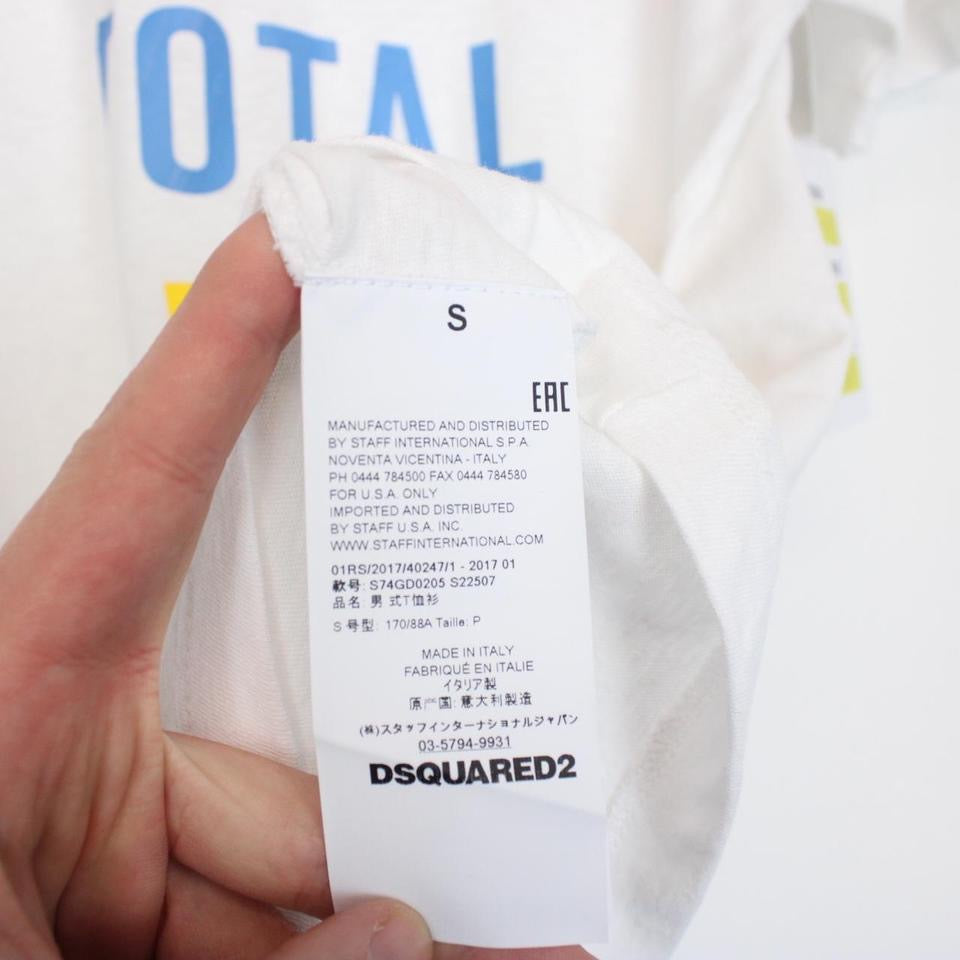 OTAL
S
EAC
MANUFACTURED AND DISTRIBUTED
BY STAFF INTERNATIONAL S.P.A.
NOVENTA VICENTINA - ITALY
PH 0444 784500 FAX 0444 784580
FOR U.S.A. ONLY
IMPORTED AND DISTRIBUTED
BY STAFF U.S.A. INC.
WWW.STAFFINTERNATIONAL.COM
01RS/2017/40247/1 - 2017 01
款号: S74GD0205 S22507
品名: 男 式T恤衫
S 号型: 170/88A Taille: P
MADE IN ITALY
FABRIQUÉ EN ITALIE
イタリア製
原产国: 意大利製造
(株)スタッフインターナショナルジャパン
03-5794-9931
DSQUARED2